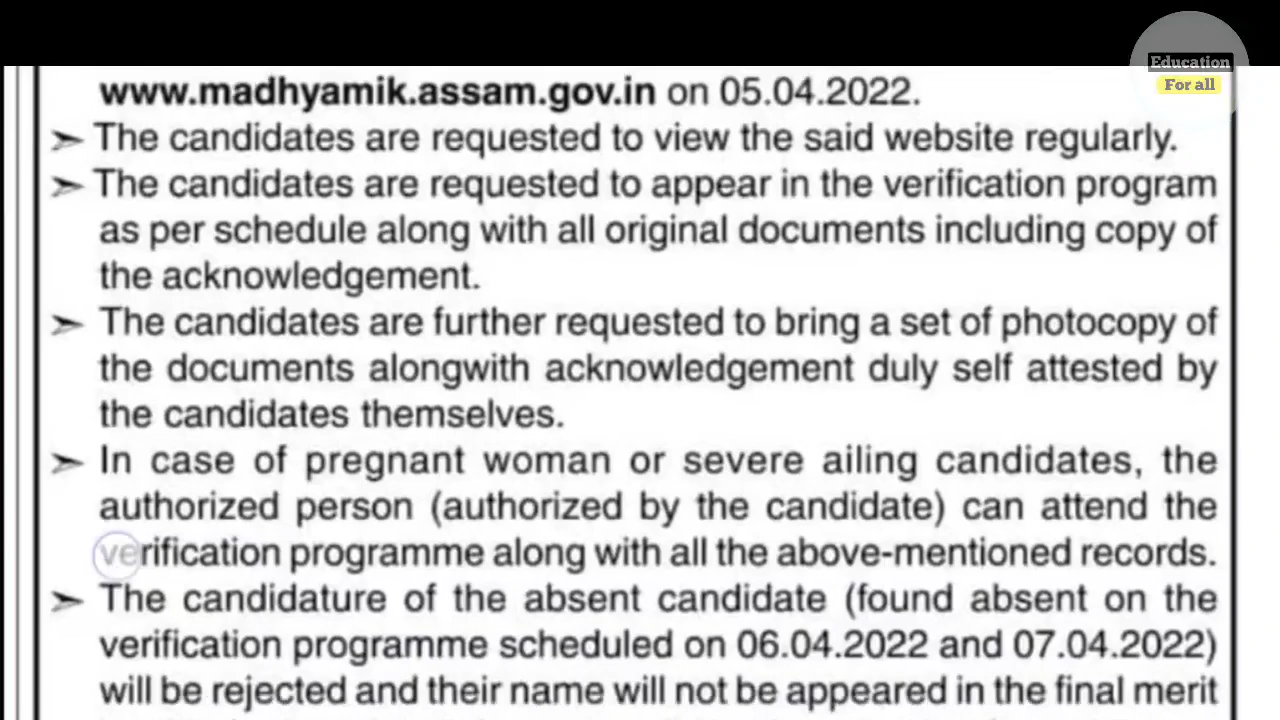 Education
For all
www.madhyamik.assam.gov.in on 05.04.2022.
➢ The candidates are requested to view the said website regularly.
➢ The candidates are requested to appear in the verification program
as per schedule along with all original documents including copy of
the acknowledgement.
➢ The candidates are further requested to bring a set of photocopy of
the documents alongwith acknowledgement duly self attested by
the candidates themselves.
➢ In case of pregnant woman or severe ailing candidates, the
authorized person (authorized by the candidate) can attend the
verification programme along with all the above-mentioned records.
➢ The candidature of the absent candidate (found absent on the
verification programme scheduled on 06.04.2022 and 07.04.2022)
will be rejected and their name will not be appeared in the final merit